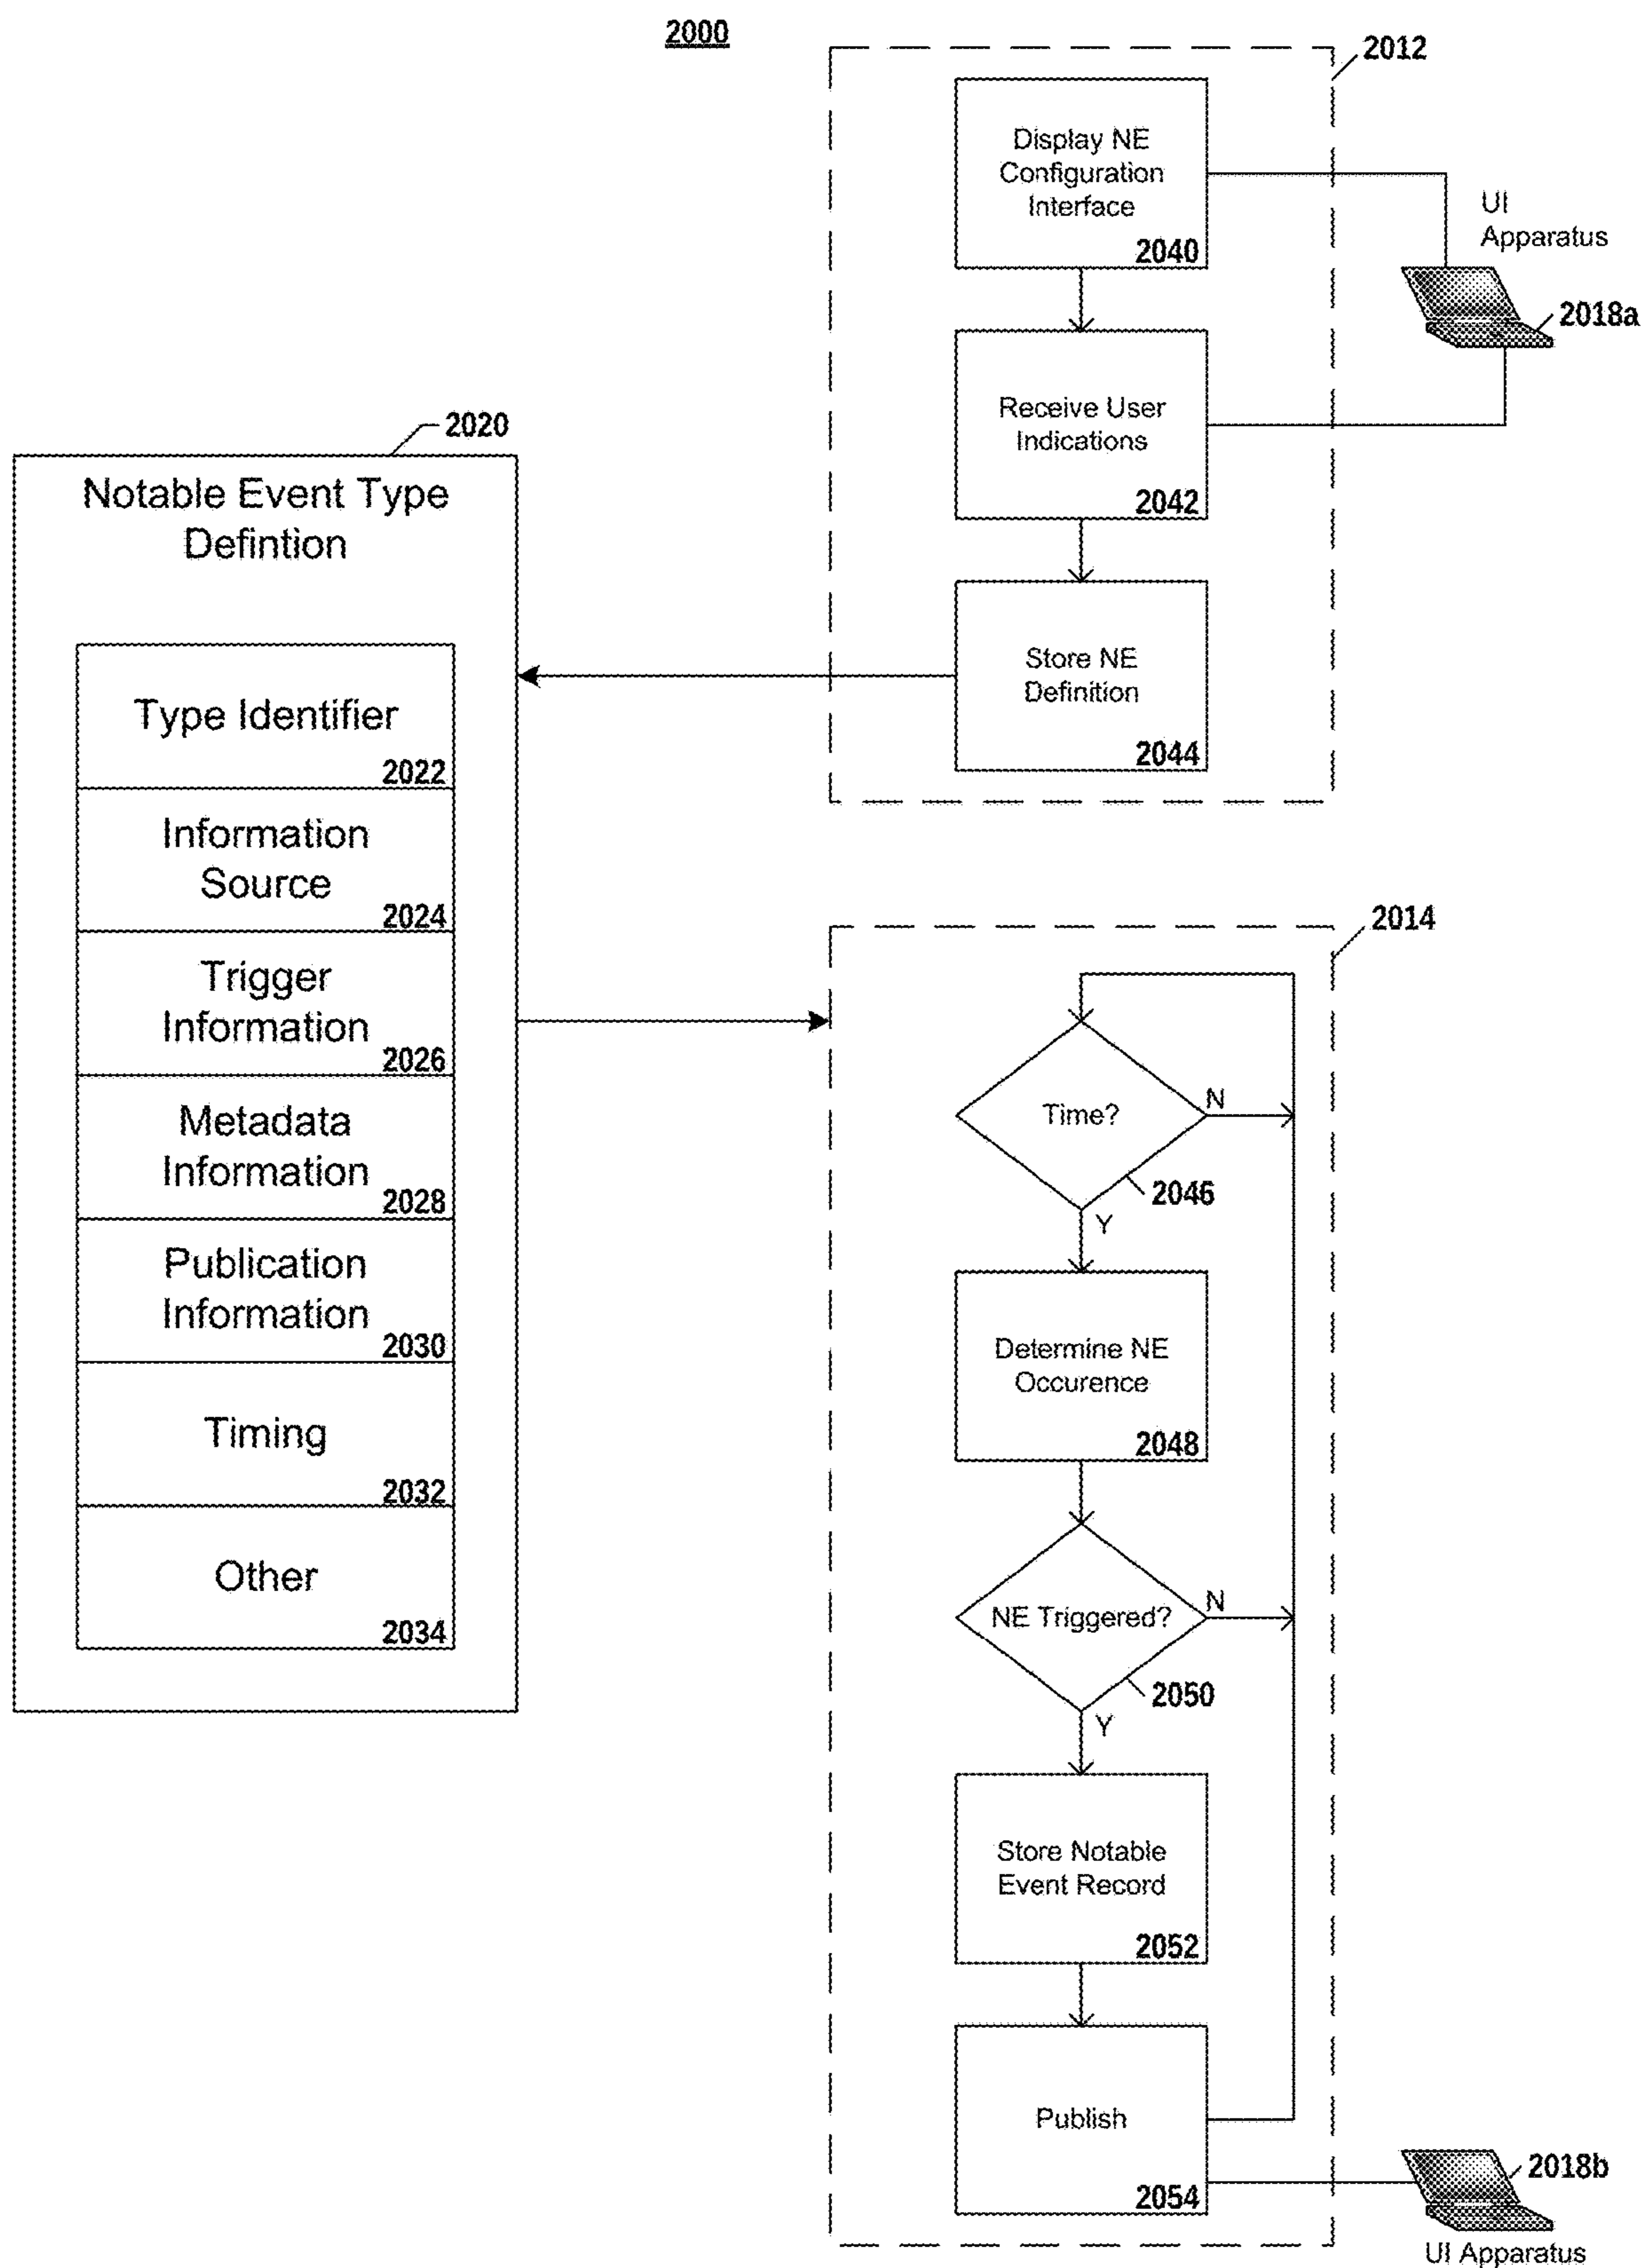 2000
2012
Display NE
Configuration
Interface
2040
UI
Apparatus
2018a
Receive User
Indications
2042
Store NE
Definition
2044
2020
Notable Event Type
Defintion
Type Identifier
2022
Information
Source
2024
Trigger
Information
2026
Metadata
Information
2028
Publication
Information
2030
Timing
2032
Other
2034
2014
Time?
N
2046
Y
Determine NE
Occurence
2048
NE Triggered?
N
2050
Y
Store Notable
Event Record
2052
Publish
2054
2018b
UI Apparatus